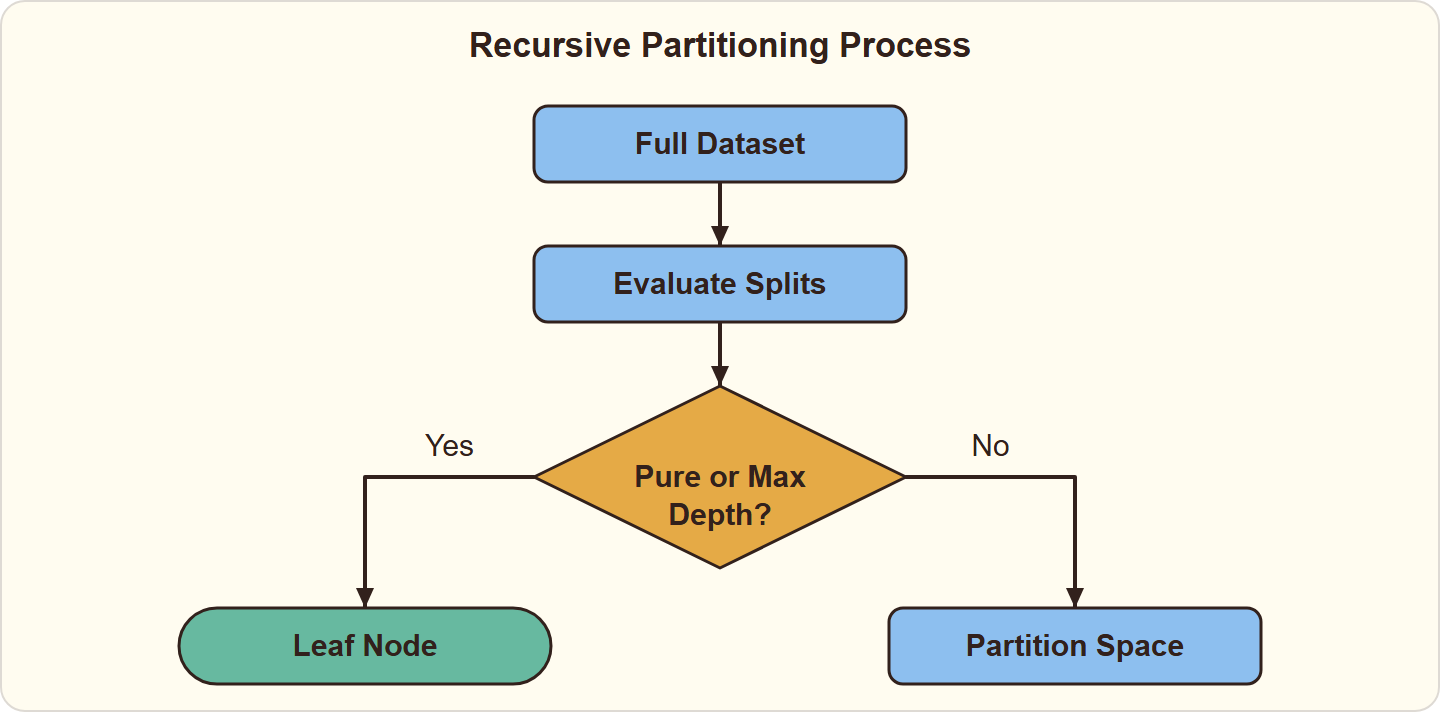 Recursive Partitioning Process
Full Dataset
Evaluate Splits
Yes
No
Pure or Max
Depth?
Leaf Node
Partition Space